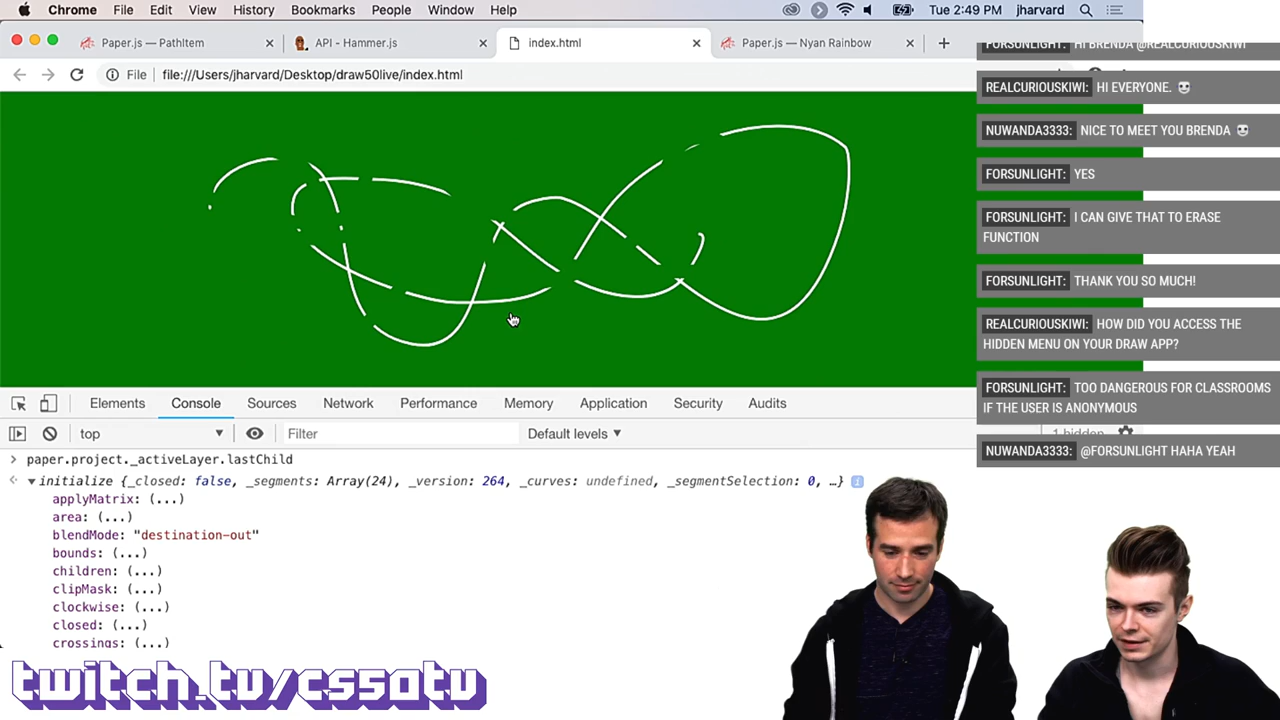 Chrome File Edit View History Bookmarks People Window Help Tue 2:49 PM jharvard
Paper.js — PathItem × API - Hammer.js × index.html × Paper.js — Nyan Rainbow × +
File file:///Users/jharvard/Desktop/draw50live/index.html
FORSUNLIGHT: HI BRENDA @REALCURIOUSKIWI
REALCURIOUSKIWI: HI EVERYONE.
NUWANDA3333: NICE TO MEET YOU BRENDA
FORSUNLIGHT: YES
FORSUNLIGHT: I CAN GIVE THAT TO ERASE
FUNCTION
FORSUNLIGHT: THANK YOU SO MUCH!
REALCURIOUSKIWI: HOW DID YOU ACCESS THE
HIDDEN MENU ON YOUR DRAW APP?
FORSUNLIGHT: TOO DANGEROUS FOR CLASSROOMS
IF THE USER IS ANONYMOUS
NUWANDA3333: @FORSUNLIGHT HAHA YEAH
Elements Console Sources Network Performance Memory Application Security Audits
top Filter Default levels 1 hidden
> paper.project._activeLayer.lastChild
initialize {_closed: false, _segments: Array(24), _version: 264, _curves: undefined, _segmentSelection: 0, …}
applyMatrix: (...)
area: (...)
blendMode: "destination-out"
bounds: (...)
children: (...)
clipMask: (...)
clockwise: (...)
closed: (...)
crossings: (...)
twitch.tv/cs50tv